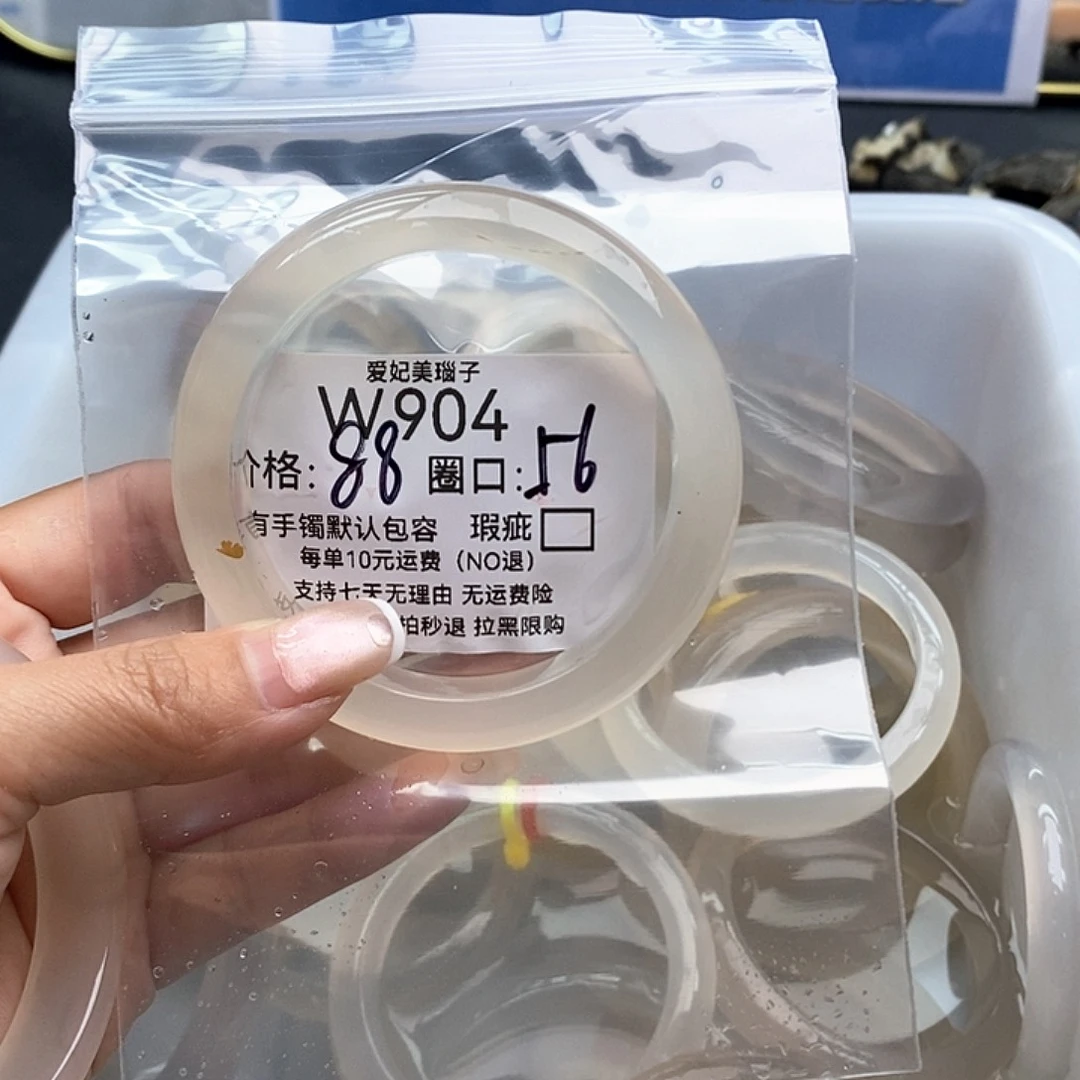 爱妃美瑙子
W904
价格：88 圈口：56
有手镯默认包容 瑕疵
每单10元运费（NO退）
支持七天无理由 无运费险
拍秒退 拉黑限购